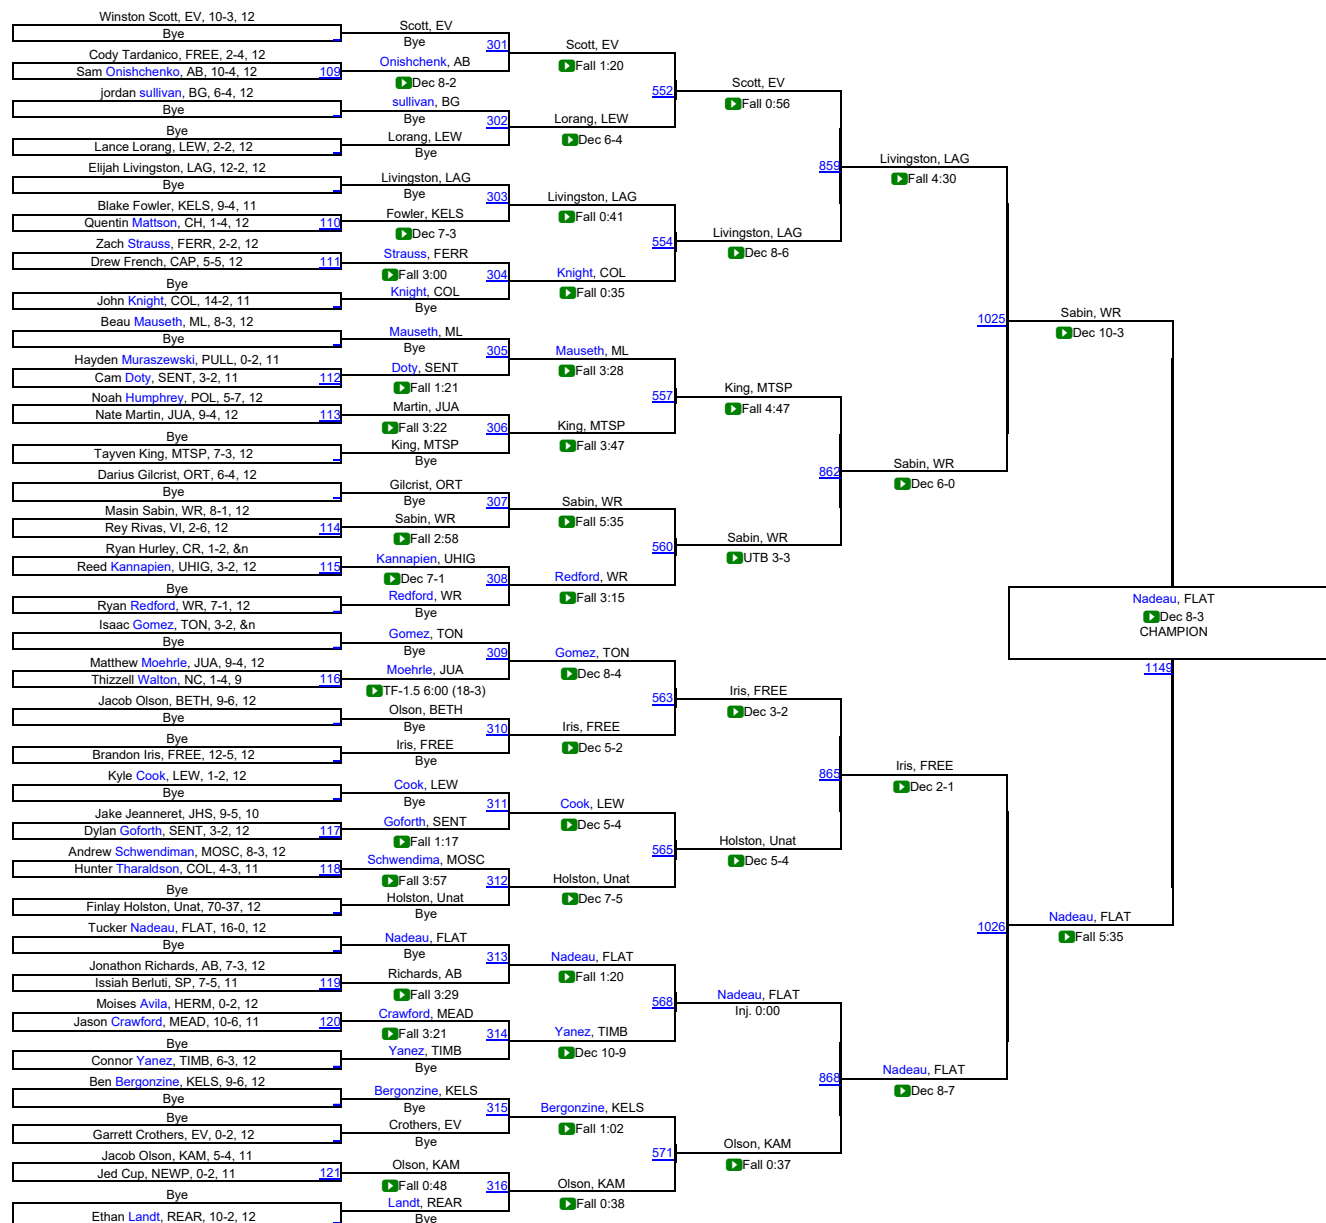 Winston Scott, EV, 10-3, 12
Bye
Cody Tardanico, FREE, 2-4, 12
Sam Onishchenko, AB, 10-4, 12
109
jordan sullivan, BG, 6-4, 12
Bye
Bye
Lance Lorang, LEW, 2-2, 12
Elijah Livingston, LAG, 12-2, 12
Bye
Blake Fowler, KELS, 9-4, 11
Quentin Mattson, CH, 1-4, 12
110
Zach Strauss, FERR, 2-2, 12
Drew French, CAP, 5-5, 12
111
Bye
John Knight, COL, 14-2, 11
Beau Mauseth, ML, 8-3, 12
Bye
Hayden Muraszewski, PULL, 0-2, 11
Cam Doty, SENT, 3-2, 11
112
Noah Humphrey, POL, 5-7, 12
Nate Martin, JUA, 9-4, 12
113
Bye
Tayven King, MTSP, 7-3, 12
Darius Gilcrist, ORT, 6-4, 12
Bye
Masin Sabin, WR, 8-1, 12
Rey Rivas, VI, 2-6, 12
114
Ryan Hurley, CR, 1-2, &n
Reed Kannapien, UHIG, 3-2, 12
115
Bye
Ryan Redford, WR, 7-1, 12
Isaac Gomez, TON, 3-2, &n
Bye
Matthew Moehrle, JUA, 9-4, 12
Thizzell Walton, NC, 1-4, 9
116
Jacob Olson, BETH, 9-6, 12
Bye
Bye
Brandon Iris, FREE, 12-5, 12
Kyle Cook, LEW, 1-2, 12
Bye
Jake Jeanneret, JHS, 9-5, 10
Dylan Goforth, SENT, 3-2, 12
117
Andrew Schwendiman, MOSC, 8-3, 12
Hunter Tharaldson, COL, 4-3, 11
118
Bye
Finlay Holston, Unat, 70-37, 12
Tucker Nadeau, FLAT, 16-0, 12
Bye
Jonathon Richards, AB, 7-3, 12
Issiah Berluti, SP, 7-5, 11
119
Moises Avila, HERM, 0-2, 12
Jason Crawford, MEAD, 10-6, 11
120
Bye
Connor Yanez, TIMB, 6-3, 12
Ben Bergonzine, KELS, 9-6, 12
Bye
Bye
Garrett Crothers, EV, 0-2, 12
Jacob Olson, KAM, 5-4, 11
Jed Cup, NEWP, 0-2, 11
121
Bye
Ethan Landt, REAR, 10-2, 12
Scott, EV
Bye
301
Onishchenk, AB
Dec 8-2
sullivan, BG
Bye
302
Lorang, LEW
Bye
Livingston, LAG
Bye
303
Fowler, KELS
Dec 7-3
Strauss, FERR
Fall 3:00
304
Knight, COL
Bye
Mauseth, ML
Bye
305
Doty, SENT
Fall 1:21
Martin, JUA
Fall 3:22
306
King, MTSP
Bye
Gilcrist, ORT
Bye
307
Sabin, WR
Fall 2:58
Kannapien, UHIG
Dec 7-1
308
Redford, WR
Bye
Gomez, TON
Bye
309
Moehrle, JUA
TF-1.5 6:00 (18-3)
Olson, BETH
Bye
310
Iris, FREE
Bye
Cook, LEW
Bye
311
Goforth, SENT
Fall 1:17
Schwendima, MOSC
Fall 3:57
312
Holston, Unat
Bye
Nadeau, FLAT
Bye
313
Richards, AB
Fall 3:29
Crawford, MEAD
Fall 3:21
314
Yanez, TIMB
Bye
Bergonzine, KELS
Bye
315
Crothers, EV
Bye
Olson, KAM
Fall 0:48
316
Landt, REAR
Bye
Scott, EV
Fall 1:20
552
Lorang, LEW
Dec 6-4
Livingston, LAG
Fall 0:41
554
Knight, COL
Fall 0:35
Mauseth, ML
Fall 3:28
557
King, MTSP
Fall 3:47
Sabin, WR
Fall 5:35
560
Redford, WR
Fall 3:15
Gomez, TON
Dec 8-4
563
Iris, FREE
Dec 5-2
Cook, LEW
Dec 5-4
565
Holston, Unat
Dec 7-5
Nadeau, FLAT
Fall 1:20
568
Yanez, TIMB
Dec 10-9
Bergonzine, KELS
Fall 1:02
571
Olson, KAM
Fall 0:38
Scott, EV
Fall 0:56
859
Livingston, LAG
Dec 8-6
King, MTSP
Fall 4:47
862
Sabin, WR
UTB 3-3
Iris, FREE
Dec 3-2
865
Holston, Unat
Dec 5-4
Nadeau, FLAT
Inj. 0:00
868
Olson, KAM
Fall 0:37
Livingston, LAG
Fall 4:30
1025
Sabin, WR
Dec 6-0
Iris, FREE
Dec 2-1
1026
Nadeau, FLAT
Dec 8-7
Sabin, WR
Dec 10-3
Nadeau, FLAT
Fall 5:35
Nadeau, FLAT
Dec 8-3
CHAMPION
1149